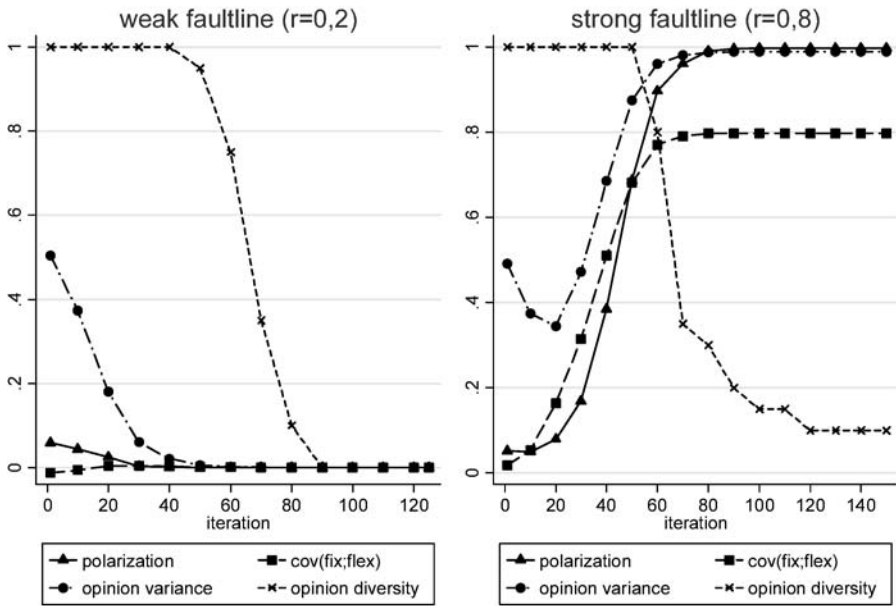 weak faultline (r=0,2)
strong faultline (r=0,8)
1
.8
.6
.4
.2
0
0 20 40 60 80 100 120
iteration
1
.8
.6
.4
.2
0
0 20 40 60 80 100 120 140
iteration
polarization cov(fix;flex)
opinion variance opinion diversity
polarization cov(fix;flex)
opinion variance opinion diversity